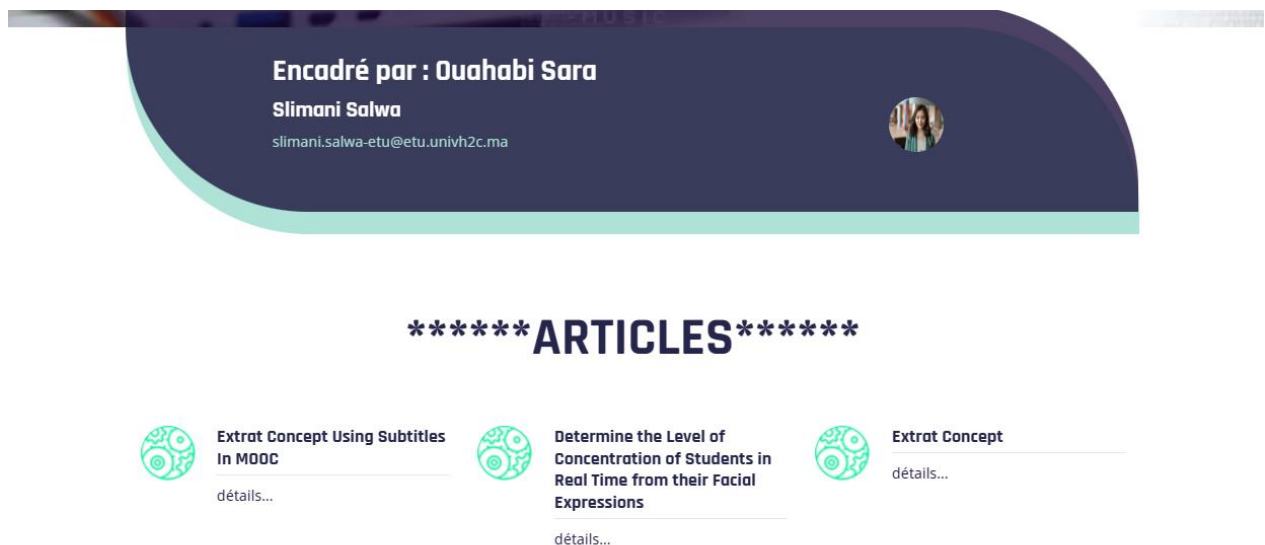 -MUSIC
Encadré par : Ouahabi Sara
Slimani Salwa
slimani.salwa-etu@etu.univh2c.ma
******ARTICLES******
Extrat Concept Using Subtitles
In MOOC
détails...
Determine the Level of
Concentration of Students in
Real Time from their Facial
Expressions
détails...
Extrat Concept
détails...